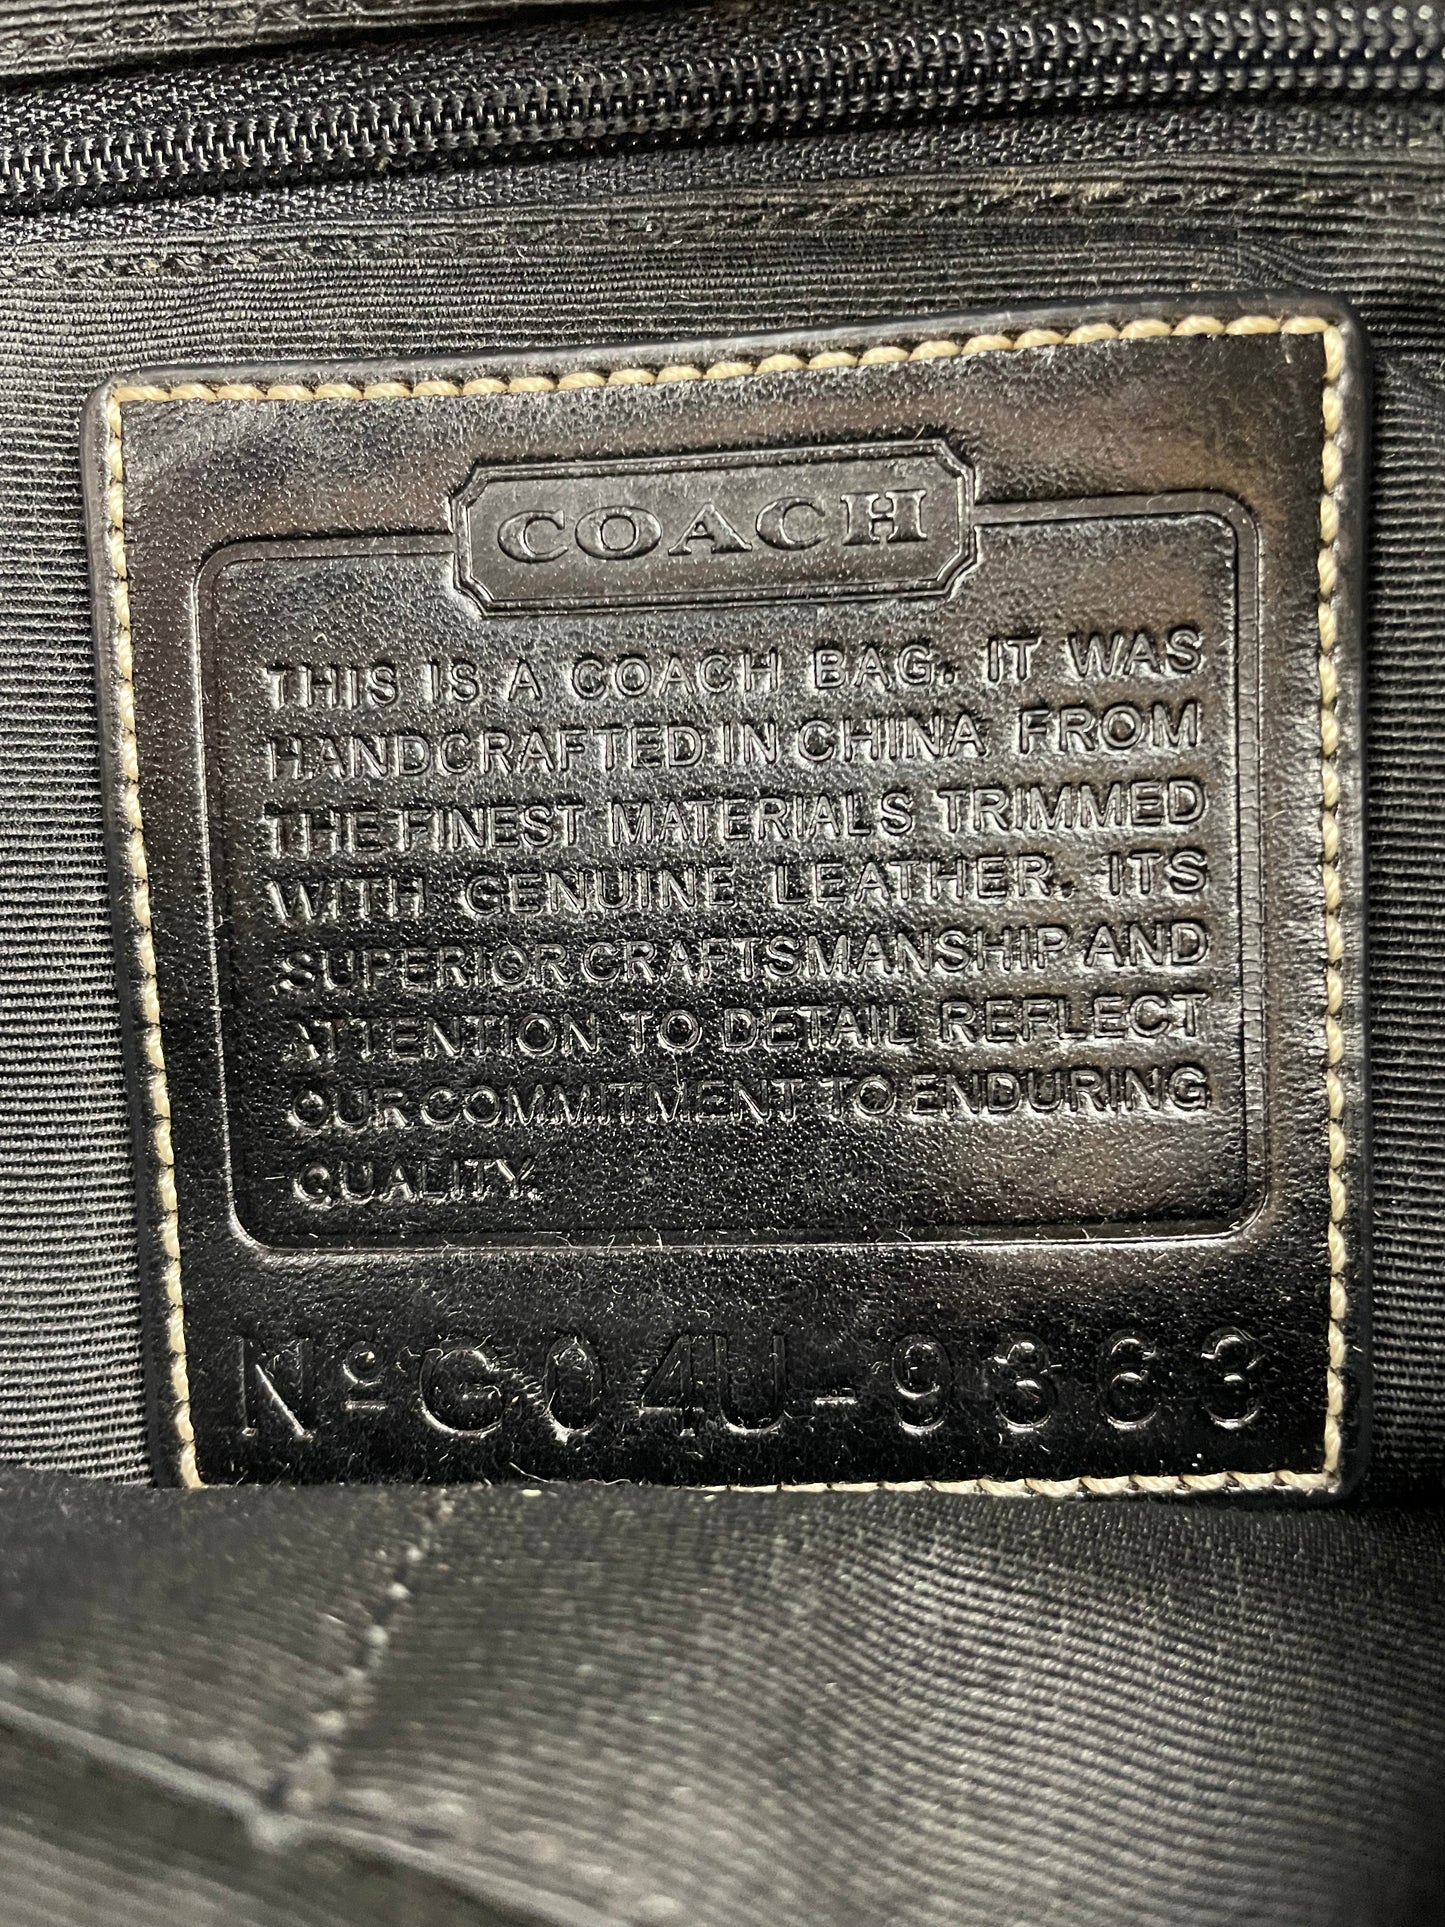 COACH
THIS IS A COACH BAG. IT WAS
HANDCRAFTED IN CHINA FROM
THE FINEST MATERIALS TRIMMED
WITH GENUINE LEATHER. ITS
SUPERIOR CRAFTSMANSHIP AND
ATTENTION TO DETAIL REFLECT
OUR COMMITMENT TO ENDURING
QUALITY.
Nº G04U-9363